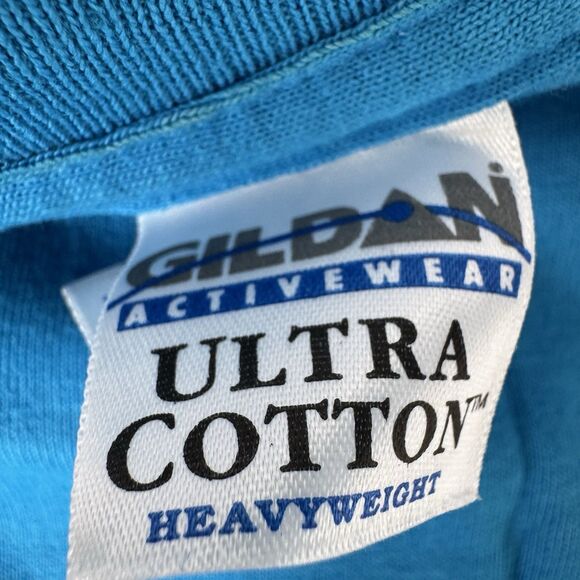 GILDAN
ACTIVEWEAR
ULTRA
COTTON™
HEAVYWEIGHT